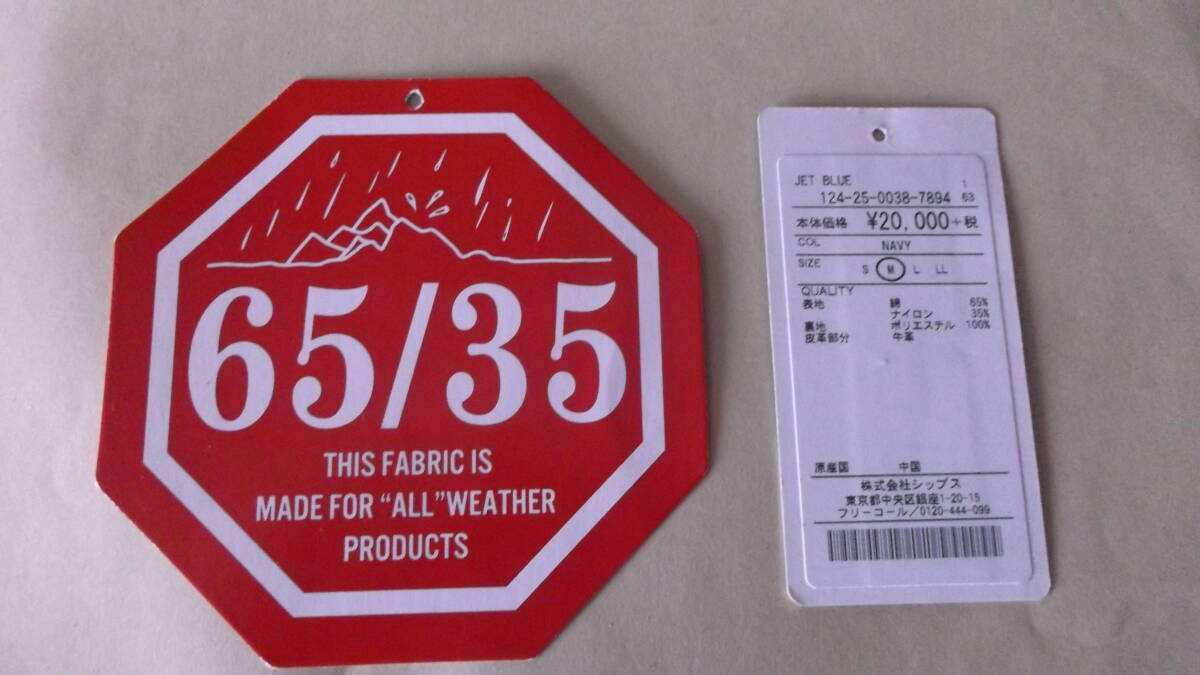 65/35
THIS FABRIC IS
MADE FOR “ALL”WEATHER
PRODUCTS
JET BLUE 1
124-25-0038-7894 63
本体価格 ¥20,000+税
COL NAVY
SIZE S M L LL
QUALITY
表地 綿 65%
ナイロン 35%
裏地 ポリエステル 100%
皮革部分 牛革
原産国 中国
株式会社シップス
東京都中央区銀座1-20-15
フリーコール/0120-444-099